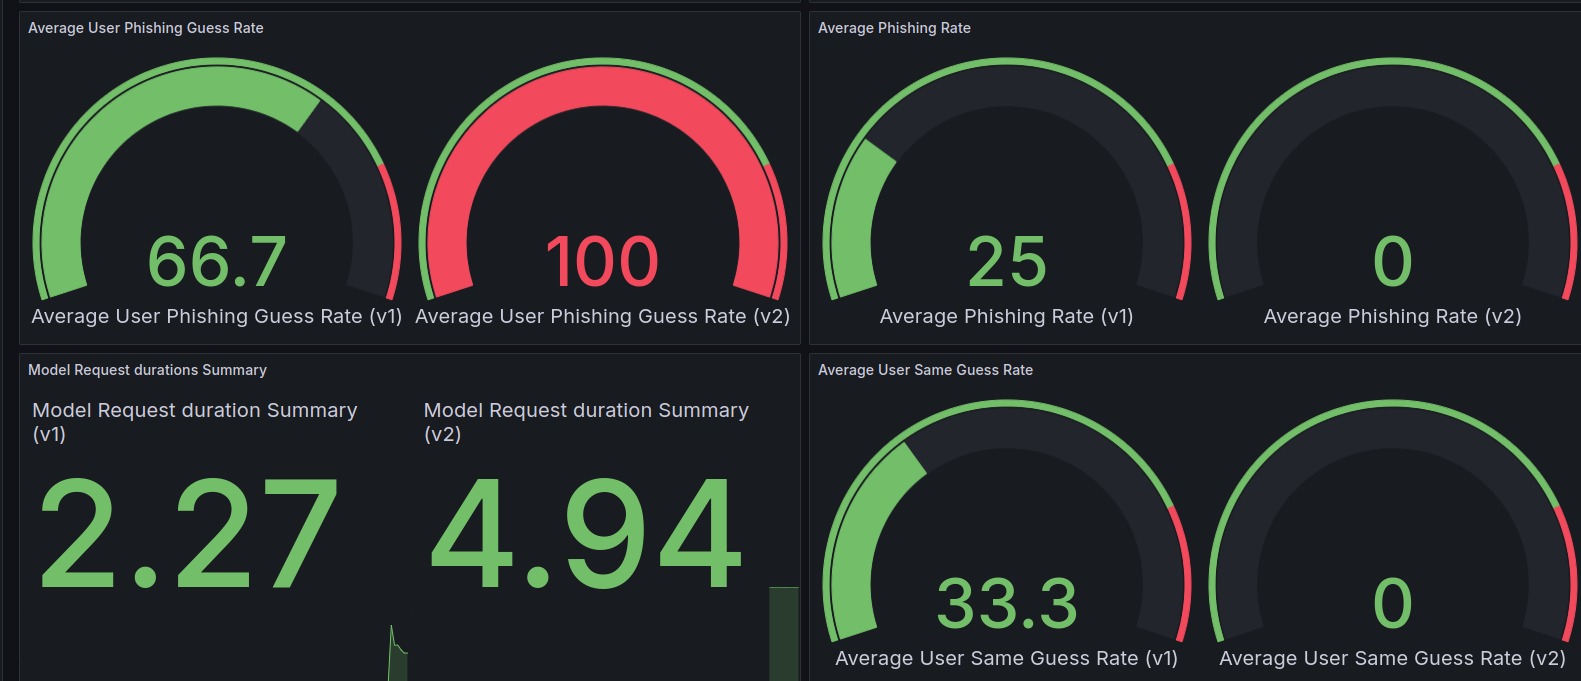 Average User Phishing Guess Rate
66.7
Average User Phishing Guess Rate (v1)
100
Average User Phishing Guess Rate (v2)
Average Phishing Rate
25
Average Phishing Rate (v1)
0
Average Phishing Rate (v2)
Model Request durations Summary
Model Request duration Summary
(v1)
2.27
Model Request duration Summary
(v2)
4.94
Average User Same Guess Rate
33.3
Average User Same Guess Rate (v1)
0
Average User Same Guess Rate (v2)